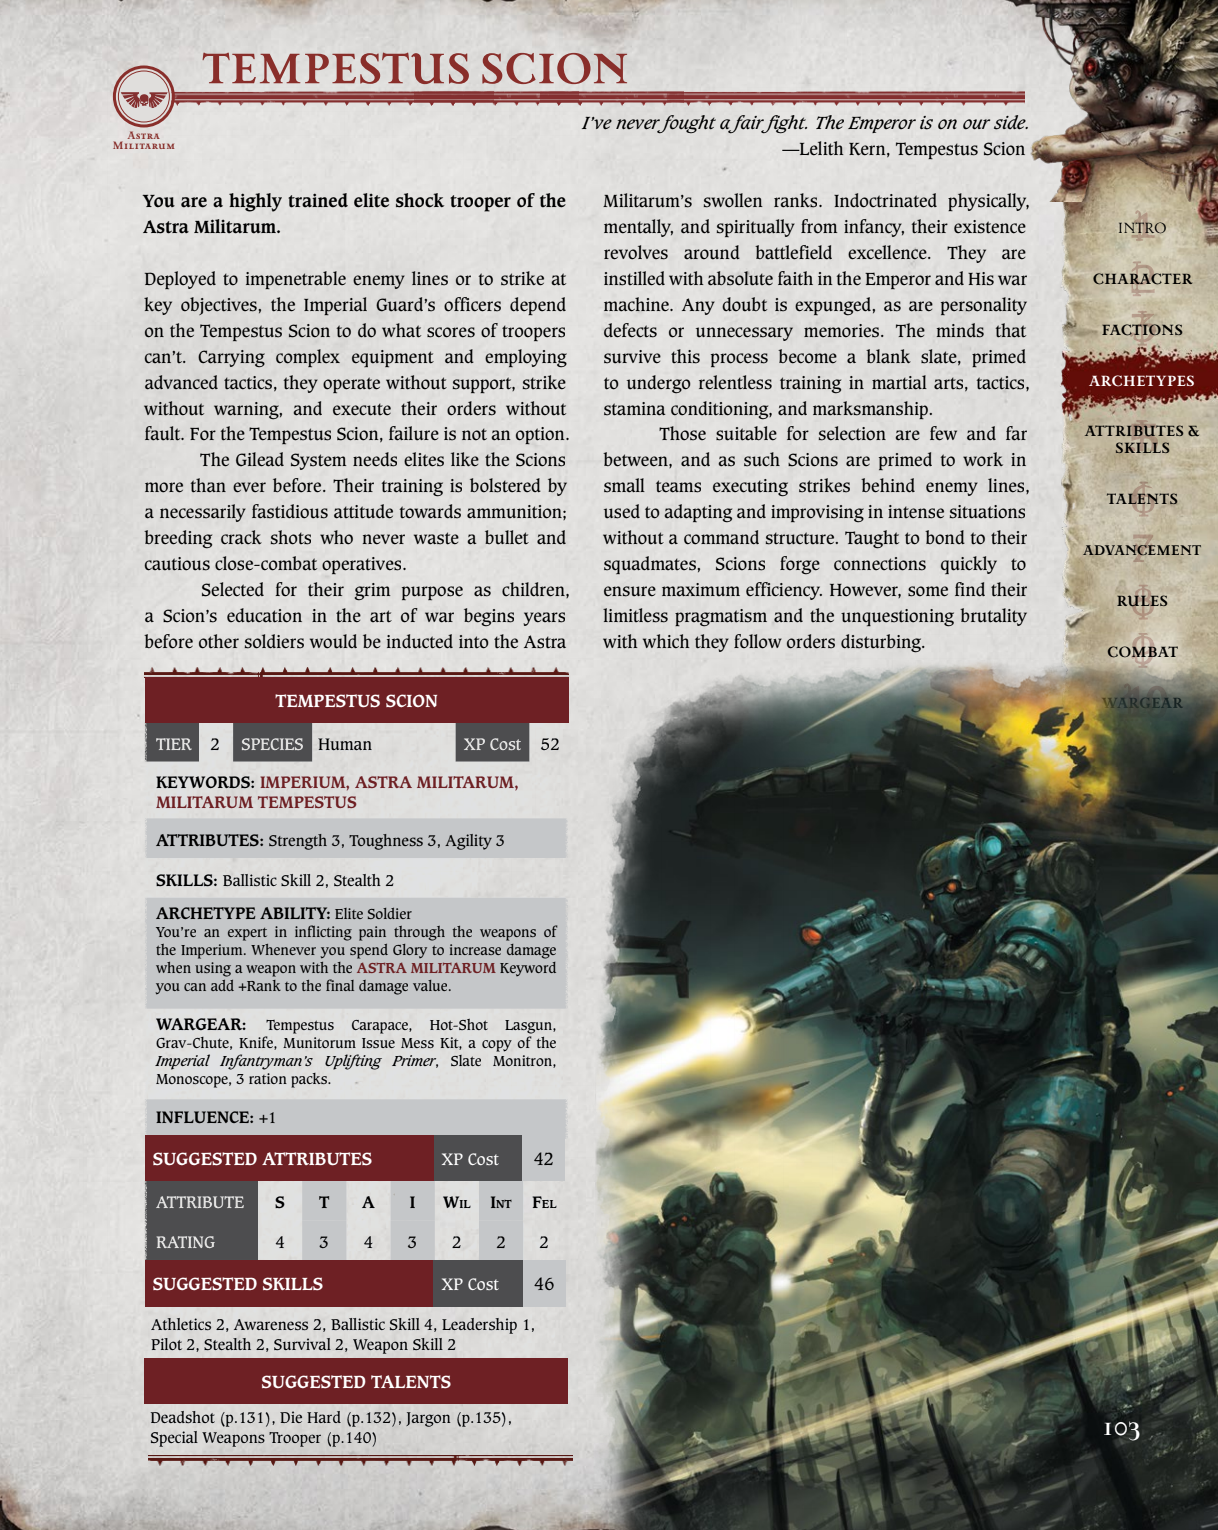 TEMPESTUS SCION
ASTRA
MILITARUM
I've never fought a fair fight. The Emperor is on our side.
—Lelith Kern, Tempestus Scion
You are a highly trained elite shock trooper of the
Astra Militarum.
Deployed to impenetrable enemy lines or to strike at
key objectives, the Imperial Guard's officers depend
on the Tempestus Scion to do what scores of troopers
can't. Carrying complex equipment and employing
advanced tactics, they operate without support, strike
without warning, and execute their orders without
fault. For the Tempestus Scion, failure is not an option.
The Gilead System needs elites like the Scions
more than ever before. Their training is bolstered by
a necessarily fastidious attitude towards ammunition;
breeding crack shots who never waste a bullet and
cautious close-combat operatives.
Selected for their grim purpose as children,
a Scion's education in the art of war begins years
before other soldiers would be inducted into the Astra
Militarum's swollen ranks. Indoctrinated physically,
mentally, and spiritually from infancy, their existence
revolves around battlefield excellence. They are
instilled with absolute faith in the Emperor and His war
machine. Any doubt is expunged, as are personality
defects or unnecessary memories. The minds that
survive this process become a blank slate, primed
to undergo relentless training in martial arts, tactics,
stamina conditioning, and marksmanship.
Those suitable for selection are few and far
between, and as such Scions are primed to work in
small teams executing strikes behind enemy lines,
used to adapting and improvising in intense situations
without a command structure. Taught to bond to their
squadmates, Scions forge connections quickly to
ensure maximum efficiency. However, some find their
limitless pragmatism and the unquestioning brutality
with which they follow orders disturbing.
TEMPESTUS SCION
TIER 2 SPECIES Human XP Cost 52
KEYWORDS: IMPERIUM, ASTRA MILITARUM,
MILITARUM TEMPESTUS
ATTRIBUTES: Strength 3, Toughness 3, Agility 3
SKILLS: Ballistic Skill 2, Stealth 2
ARCHETYPE ABILITY: Elite Soldier
You're an expert in inflicting pain through the weapons of
the Imperium. Whenever you spend Glory to increase damage
when using a weapon with the ASTRA MILITARUM Keyword
you can add +Rank to the final damage value.
WARGEAR: Tempestus Carapace, Hot-Shot Lasgun,
Grav-Chute, Knife, Munitorum Issue Mess Kit, a copy of the
Imperial Infantryman's Uplifting Primer, Slate Monitron,
Monoscope, 3 ration packs.
INFLUENCE: +1
SUGGESTED ATTRIBUTES XP Cost 42
ATTRIBUTE S T A I WIL INT FEL
RATING 4 3 4 3 2 2 2
SUGGESTED SKILLS XP Cost 46
Athletics 2, Awareness 2, Ballistic Skill 4, Leadership 1,
Pilot 2, Stealth 2, Survival 2, Weapon Skill 2
SUGGESTED TALENTS
Deadshot (p.131), Die Hard (p.132), Jargon (p.135),
Special Weapons Trooper (p.140)
INTRO
CHARACTER
FACTIONS
ARCHETYPES
ATTRIBUTES &
SKILLS
TALENTS
ADVANCEMENT
RULES
COMBAT
WARGEAR
103